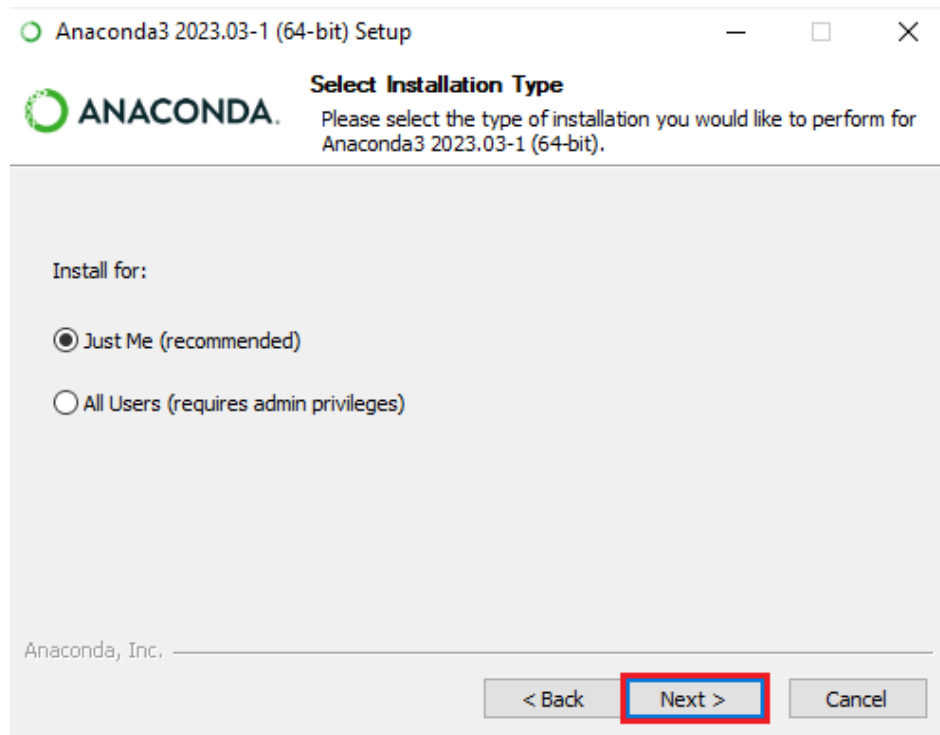 Anaconda3 2023.03-1 (64-bit) Setup
ANACONDA.
Select Installation Type
Please select the type of installation you would like to perform for
Anaconda3 2023.03-1 (64-bit).
Install for:
Just Me (recommended)
All Users (requires admin privileges)
Anaconda, Inc.
< Back
Next >
Cancel